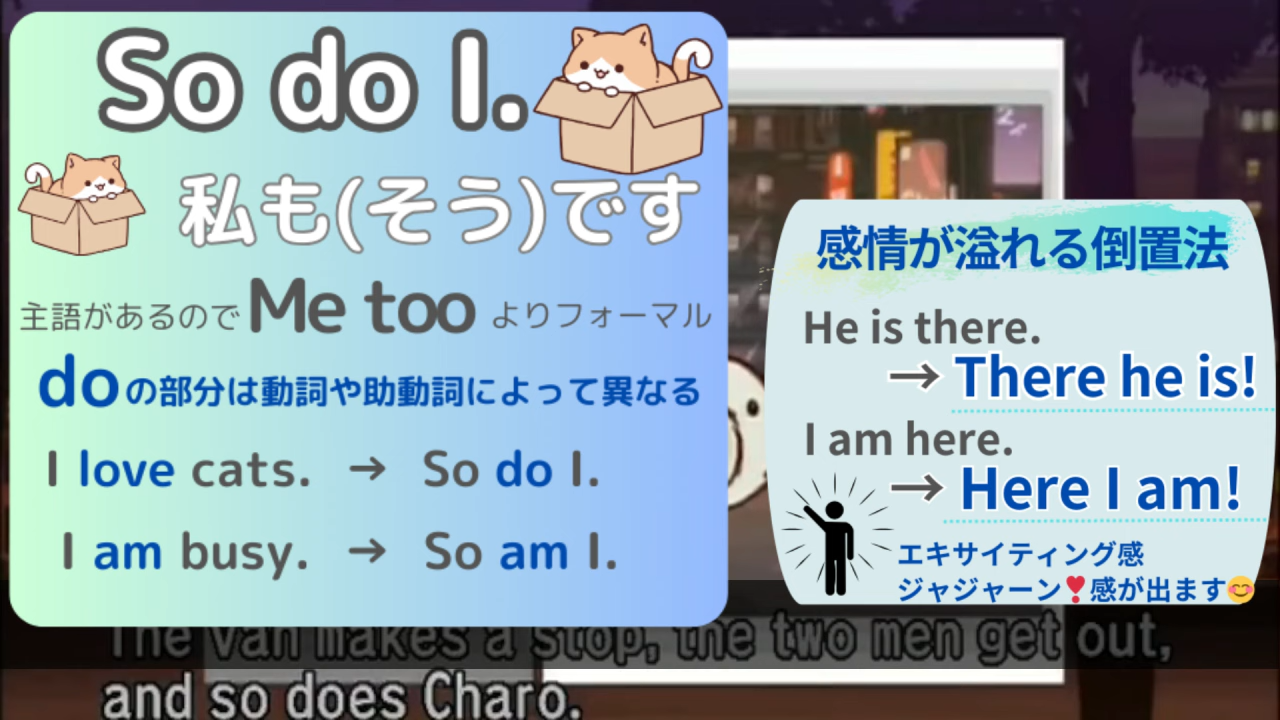 So do I.
私も(そう)です
主語があるので Me too よりフォーマル
doの部分は動詞や助動詞によって異なる
I love cats. → So do I.
I am busy. → So am I.
感情が溢れる倒置法
He is there.
→ There he is!
I am here.
→ Here I am!
エキサイティング感
ジャジャーン❣️感が出ます😊
The van makes a stop, the two men get out,
and so does Charo.